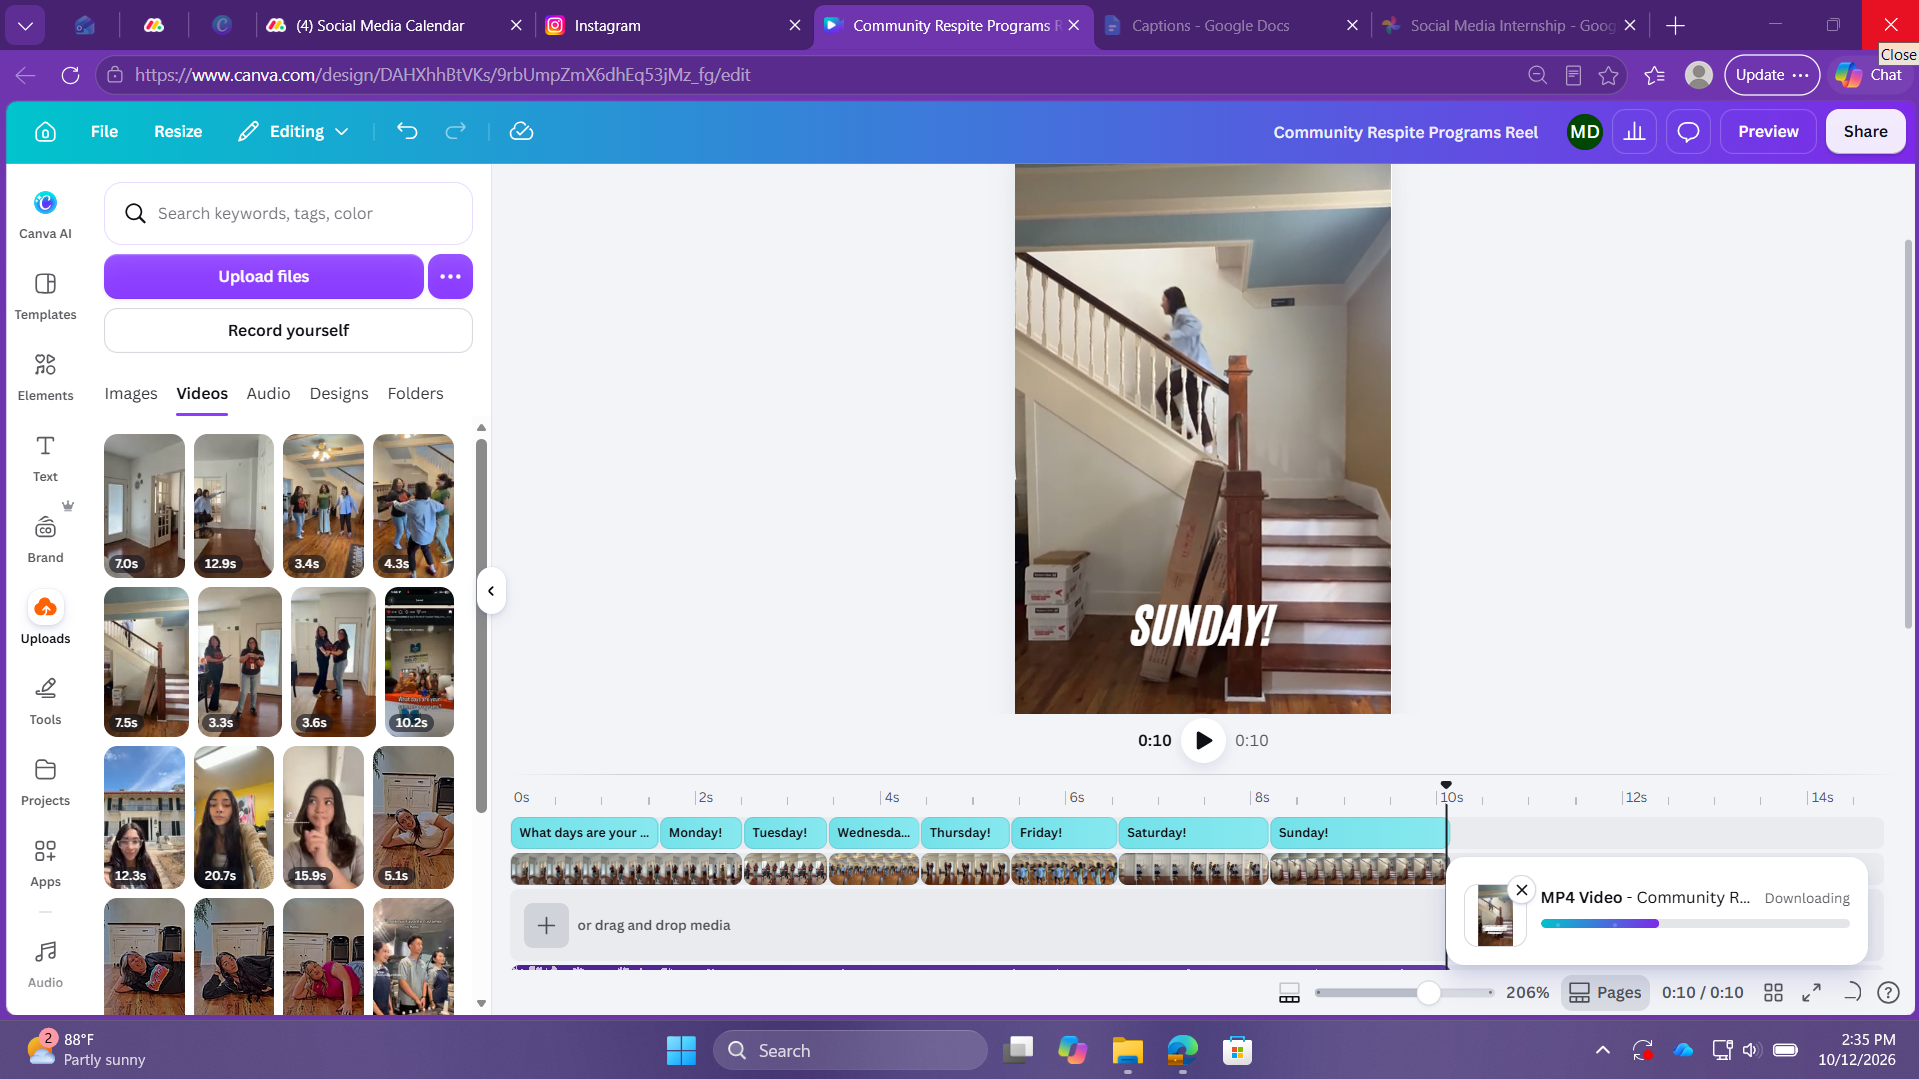 (4) Social Media Calendar
Instagram
Community Respite Programs R
Captions - Google Docs
Social Media Internship - Goog
Close
https://www.canva.com/design/DAHXhhBtVKs/9rbUmpZmX6dhEq53jMz_fg/edit
Update
Chat
File
Resize
Editing
Community Respite Programs Reel
MD
Preview
Share
Canva AI
Templates
Elements
Text
Brand
Uploads
Tools
Projects
Apps
Audio
Search keywords, tags, color
Upload files
Record yourself
Images
Videos
Audio
Designs
Folders
7.0s
12.9s
3.4s
4.3s
7.5s
3.3s
3.6s
10.2s
12.3s
20.7s
15.9s
5.1s
SUNDAY!
0:10
0:10
0s
2s
4s
6s
8s
10s
12s
14s
What days are your ...
Monday!
Tuesday!
Wednesda...
Thursday!
Friday!
Saturday!
Sunday!
or drag and drop media
MP4 Video - Community R...
Downloading
206%
Pages
0:10 / 0:10
2
88°F
Partly sunny
Search
2:35 PM
10/12/2026